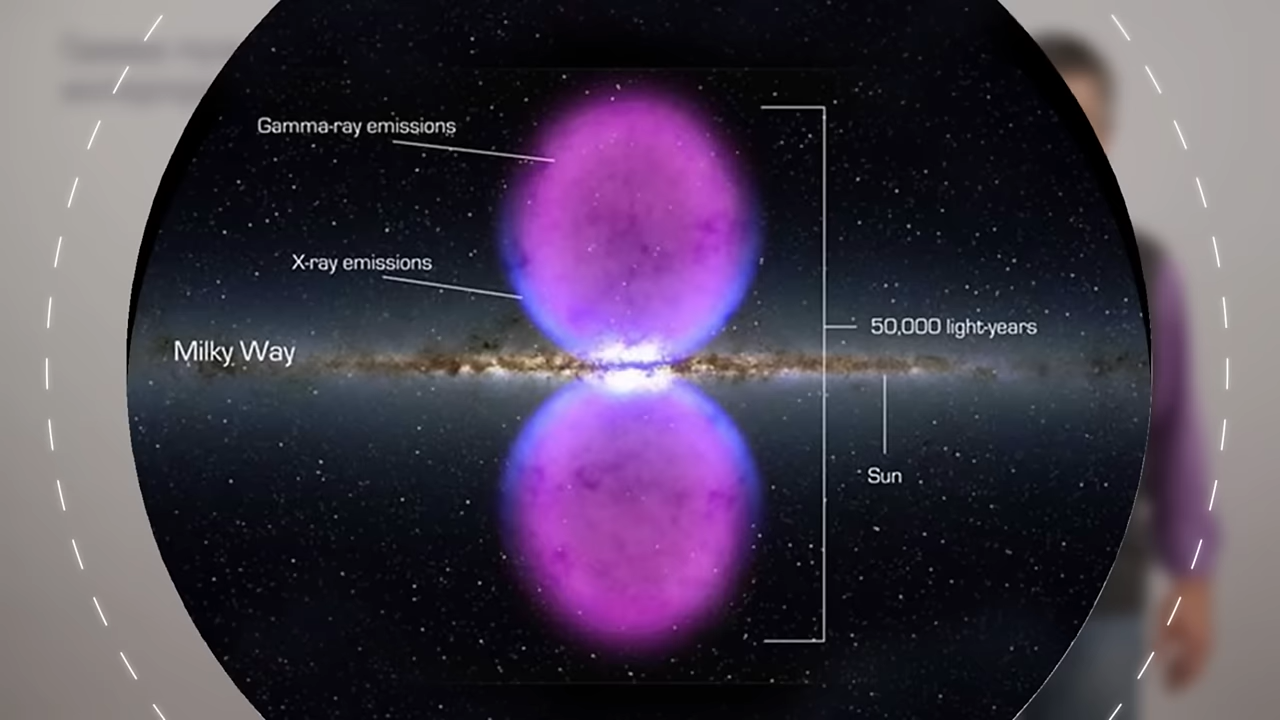 Gamma-ray emissions
X-ray emissions
50,000 light-years
Milky Way
Sun